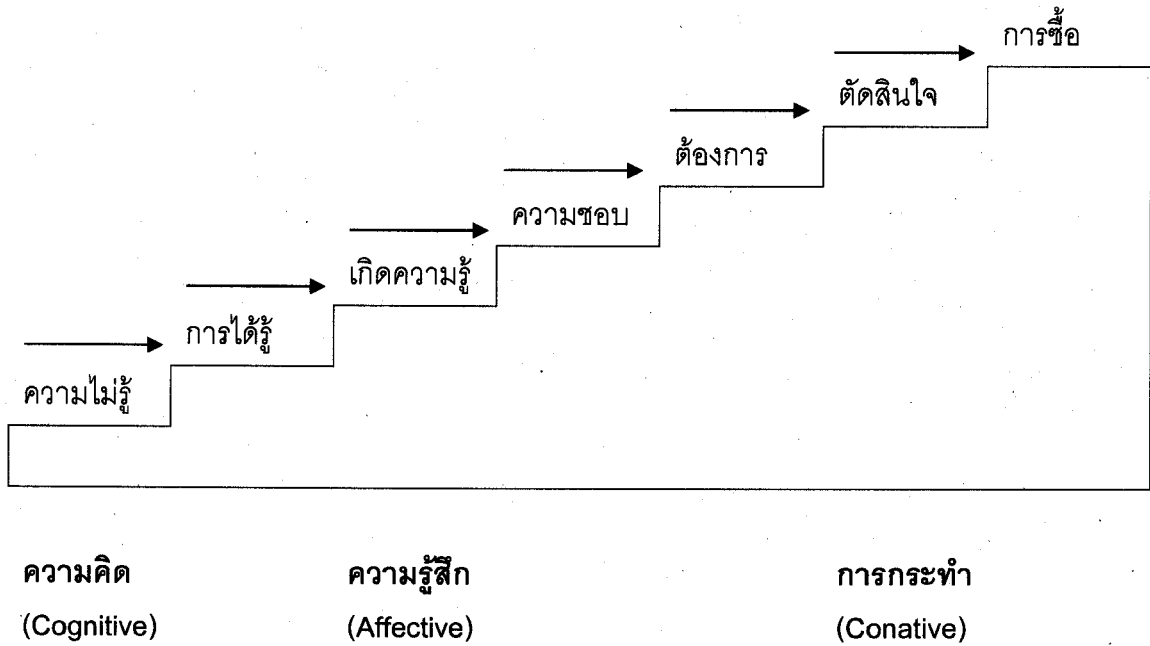 การซื้อ
ตัดสินใจ
ต้องการ
ความชอบ
เกิดความรู้
การได้รู้
ความไม่รู้
ความคิด ความรู้สึก การกระทำ
(Cognitive) (Affective) (Conative)